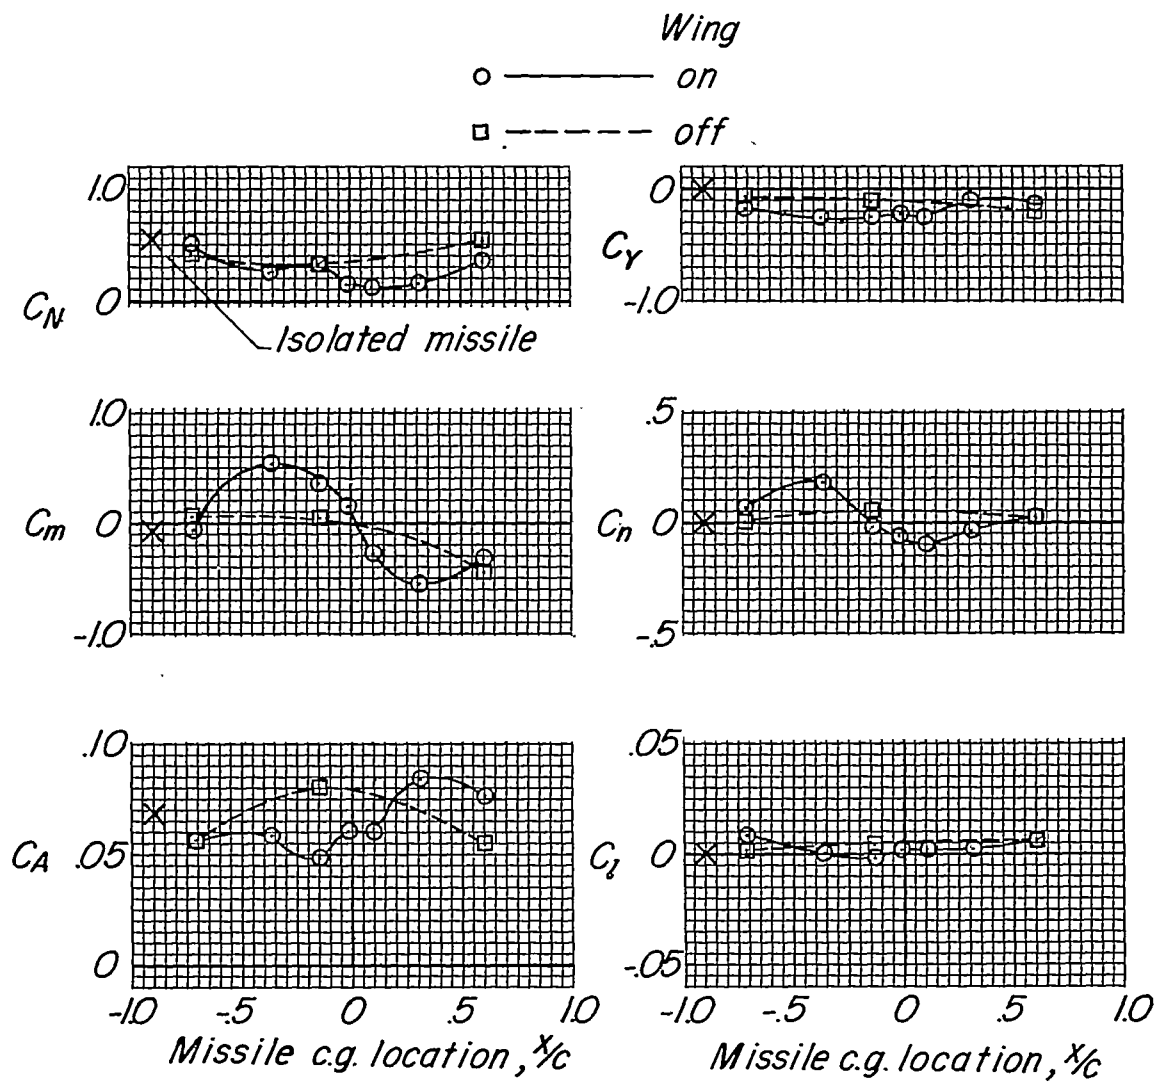 Wing
on
off
1.0
0
C_N
Isolated missile
0
-1.0
C_Y
1.0
0
-1.0
C_m
.5
0
-.5
C_n
.10
.05
0
C_A
-1.0 -.5 0 .5 1.0
Missile c.g. location, x/c
.05
0
-.05
C_l
-1.0 -.5 0 .5 1.0
Missile c.g. location, x/c